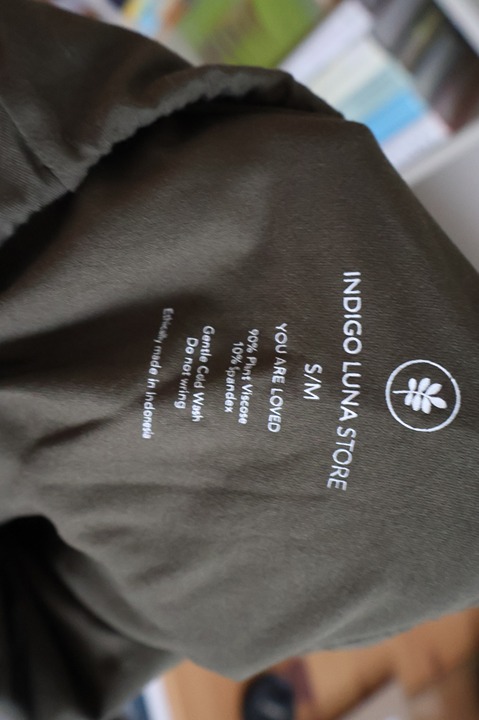 INDIGO LUNA STORE
S/M
YOU ARE LOVED
90% Plant Viscose
10% Spandex
Gentle Cold Wash
Do not wring
Ethically made in Indonesia